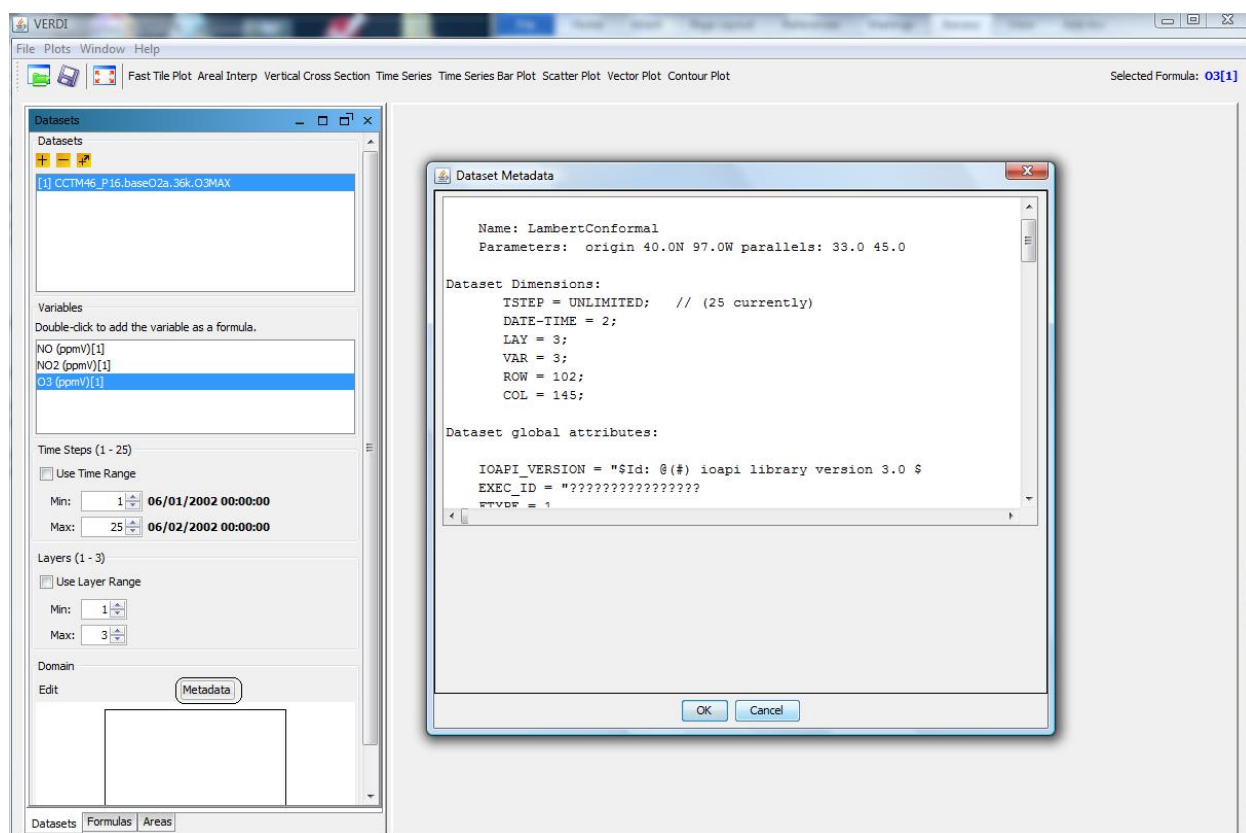 VERDI
File Plots Window Help
Fast Tile Plot Areal Interp Vertical Cross Section Time Series Time Series Bar Plot Scatter Plot Vector Plot Contour Plot
Selected Formula: O3[1]
Datasets
Datasets
[1] CCTM46_P16.baseO2a.36k.O3MAX
Variables
Double-click to add the variable as a formula.
NO (ppmV)[1]
NO2 (ppmV)[1]
O3 (ppmV)[1]
Time Steps (1 - 25)
Use Time Range
Min: 1 06/01/2002 00:00:00
Max: 25 06/02/2002 00:00:00
Layers (1 - 3)
Use Layer Range
Min: 1
Max: 3
Domain
Edit Metadata
Datasets Formulas Areas
Dataset Metadata
Name: LambertConformal
Parameters: origin 40.0N 97.0W parallels: 33.0 45.0
Dataset Dimensions:
TSTEP = UNLIMITED; // (25 currently)
DATE-TIME = 2;
LAY = 3;
VAR = 3;
ROW = 102;
COL = 145;
Dataset global attributes:
IOAPI_VERSION = "$Id: @(#) ioapi library version 3.0 $
EXEC_ID = "????????????????
FTYPE = 1
OK Cancel